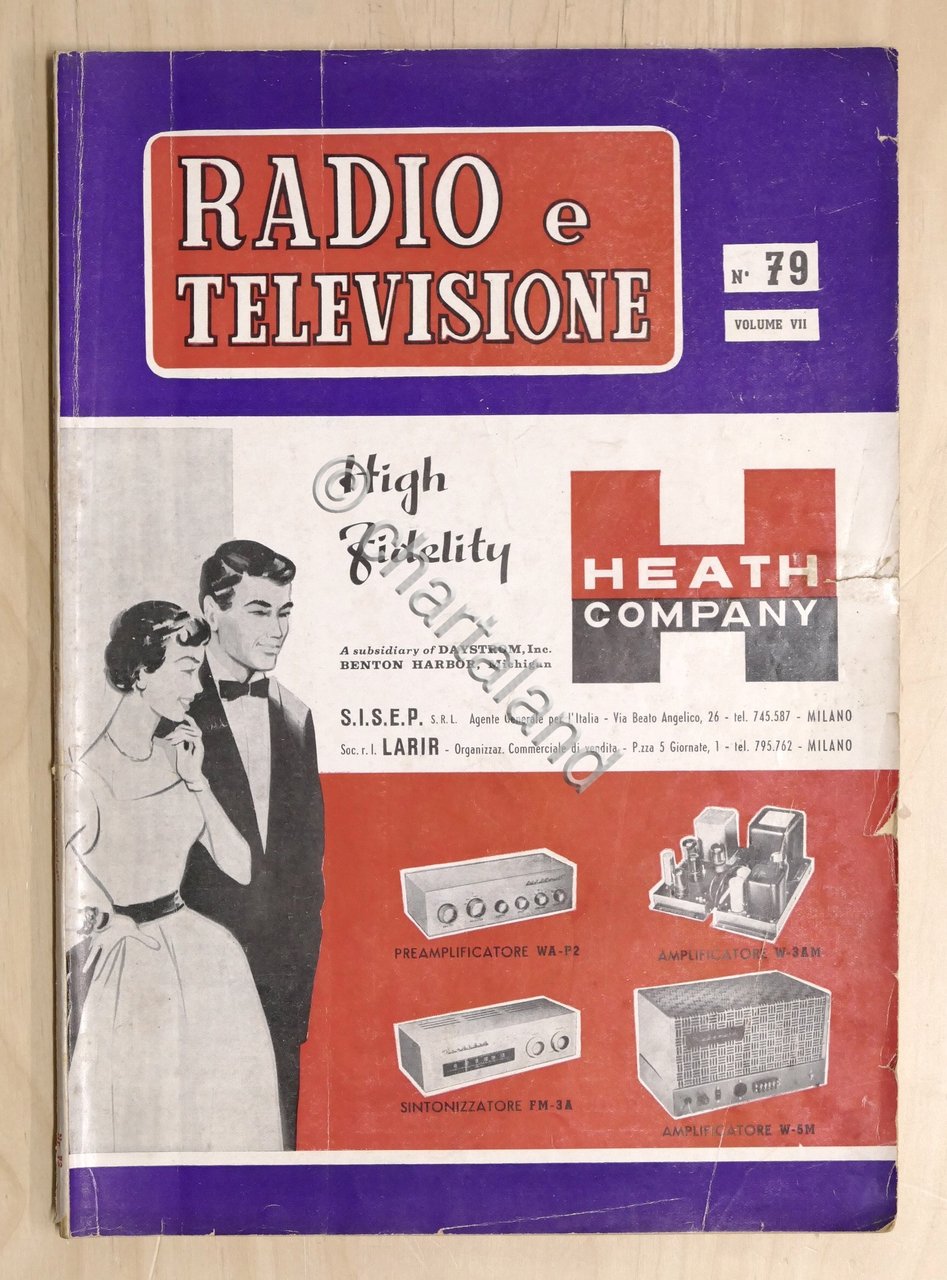 RADIO e
TELEVISIONE
N° 79
VOLUME VII
High
Fidelity
HEATH
COMPANY
A subsidiary of DAYSTROM, Inc.
BENTON HARBOR, Michigan
S.I.S.E.P. S.R.L. Agente Generale per l'Italia - Via Beato Angelico, 26 - tel. 745.587 - MILANO
Soc. r. l. LARIR - Organizzaz. Commerciale di vendita - P.zza 5 Giornate, 1 - tel. 795.762 - MILANO
PREAMPLIFICATORE WA-P2
AMPLIFICATORE W-3AM
SINTONIZZATORE FM-3A
AMPLIFICATORE W-5M
© Chartaland